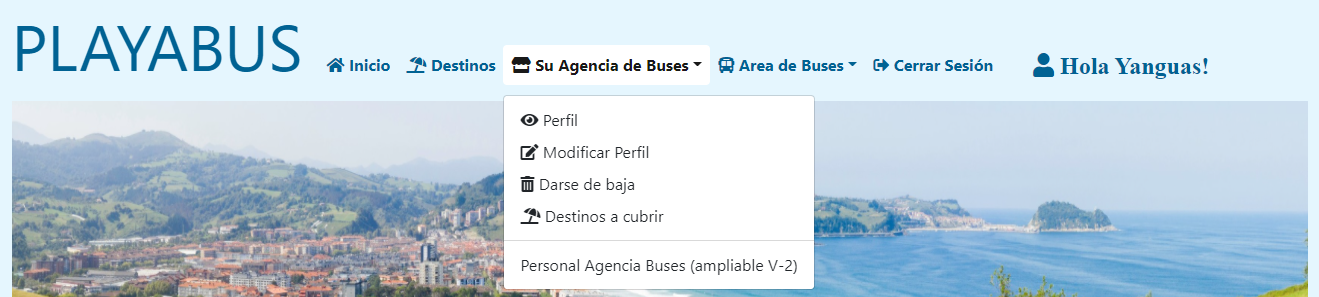 PLAYABUS
Inicio
Destinos
Su Agencia de Buses
Area de Buses
Cerrar Sesión
Hola Yanguas!
Perfil
Modificar Perfil
Darse de baja
Destinos a cubrir
Personal Agencia Buses (ampliable V-2)